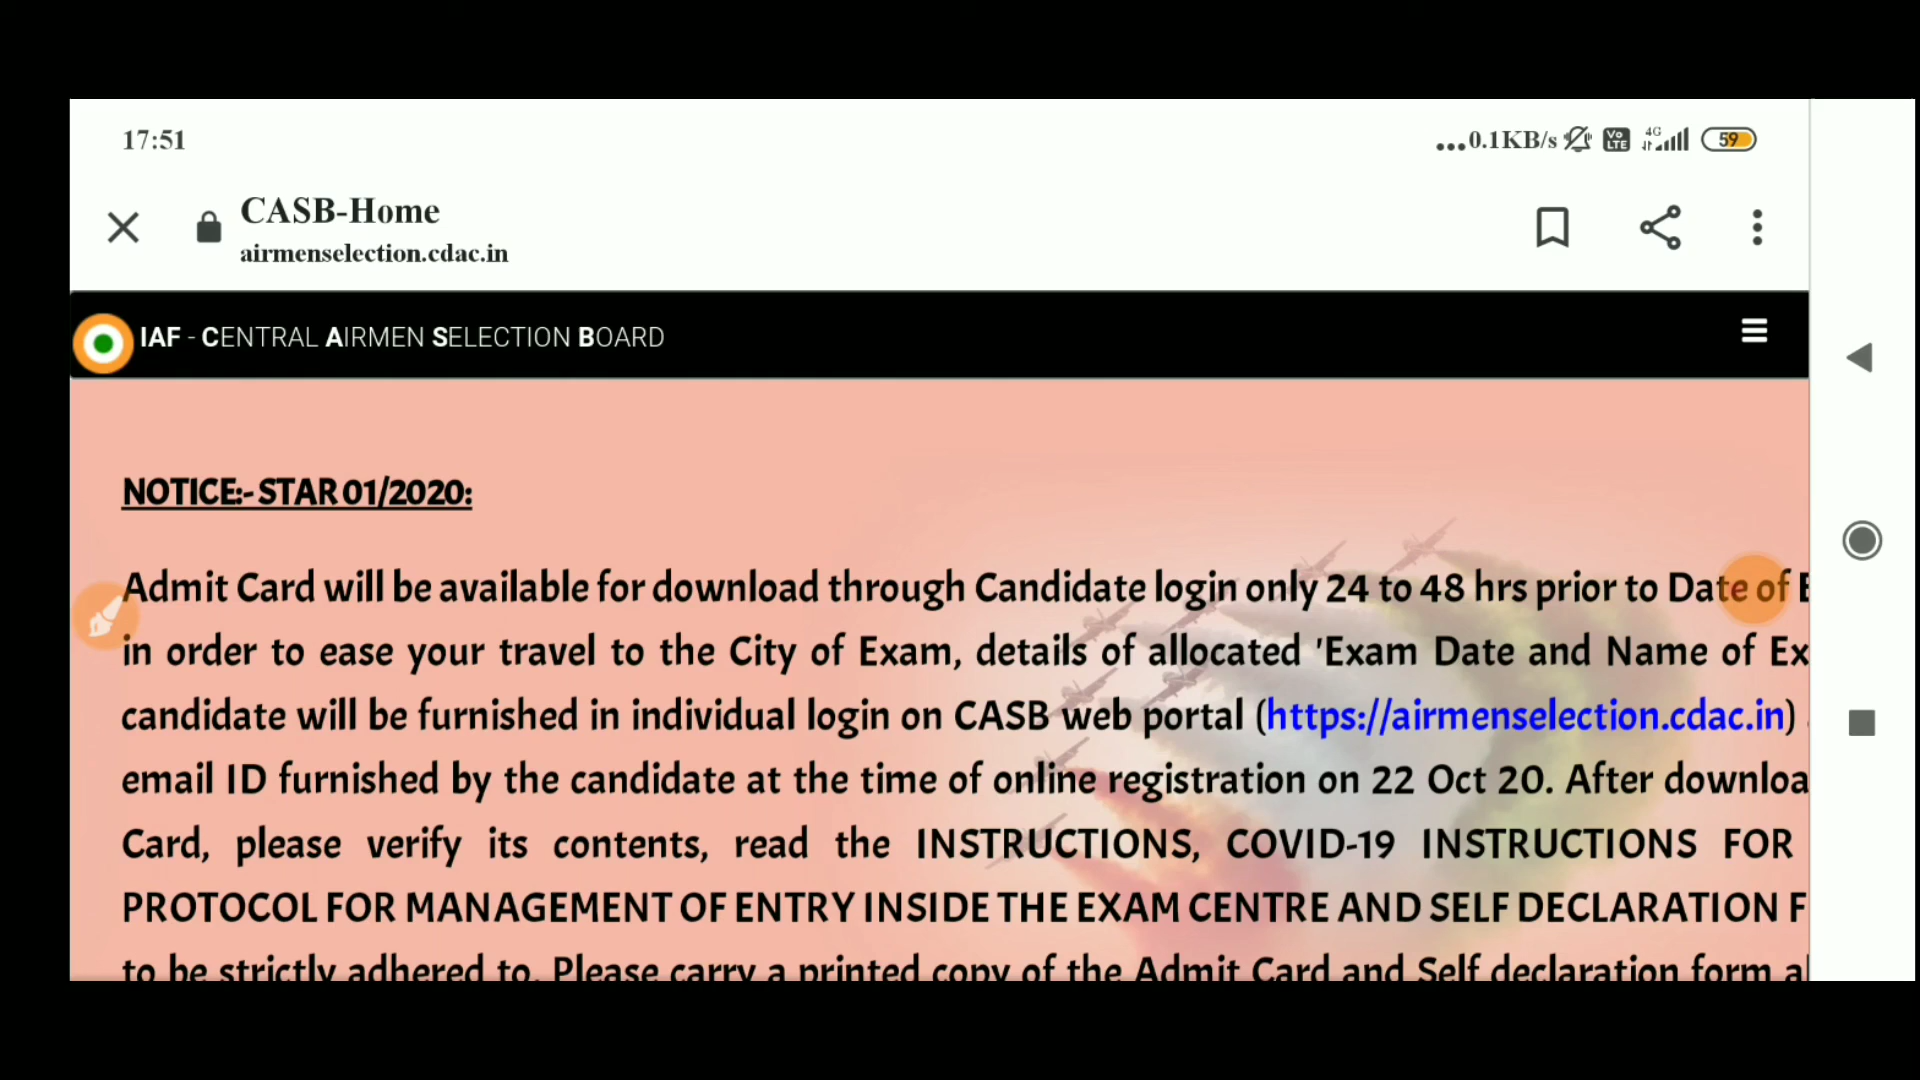 17:51
...0.1KB/s Vo LTE 4G 59
CASB-Home
airmenselection.cdac.in
IAF - CENTRAL AIRMEN SELECTION BOARD
NOTICE:- STAR 01/2020:
Admit Card will be available for download through Candidate login only 24 to 48 hrs prior to Date of E
in order to ease your travel to the City of Exam, details of allocated 'Exam Date and Name of Ex
candidate will be furnished in individual login on CASB web portal (https://airmenselection.cdac.in)
email ID furnished by the candidate at the time of online registration on 22 Oct 20. After downloa
Card, please verify its contents, read the INSTRUCTIONS, COVID-19 INSTRUCTIONS FOR
PROTOCOL FOR MANAGEMENT OF ENTRY INSIDE THE EXAM CENTRE AND SELF DECLARATION F
to be strictly adhered to. Please carry a printed copy of the Admit Card and Self declaration form al